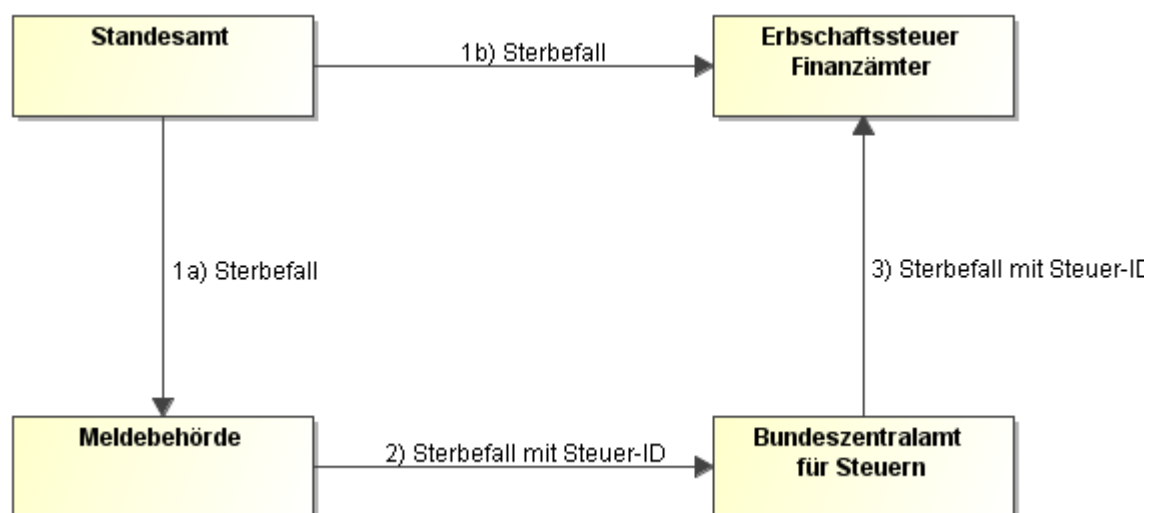 Standesamt
1b) Sterbefall
Erbschaftssteuer
Finanzämter
1a) Sterbefall
3) Sterbefall mit Steuer-ID
Meldebehörde
2) Sterbefall mit Steuer-ID
Bundeszentralamt
für Steuern